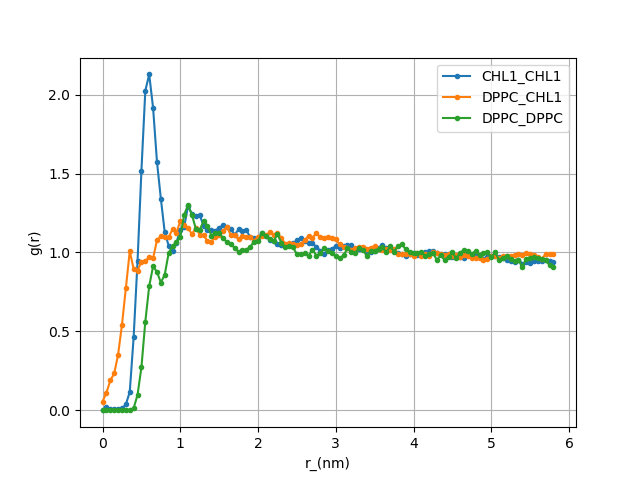 CHL1_CHL1
DPPC_CHL1
DPPC_DPPC
2.0
1.5
1.0
0.5
0.0
g(r)
0 1 2 3 4 5 6
r_(nm)